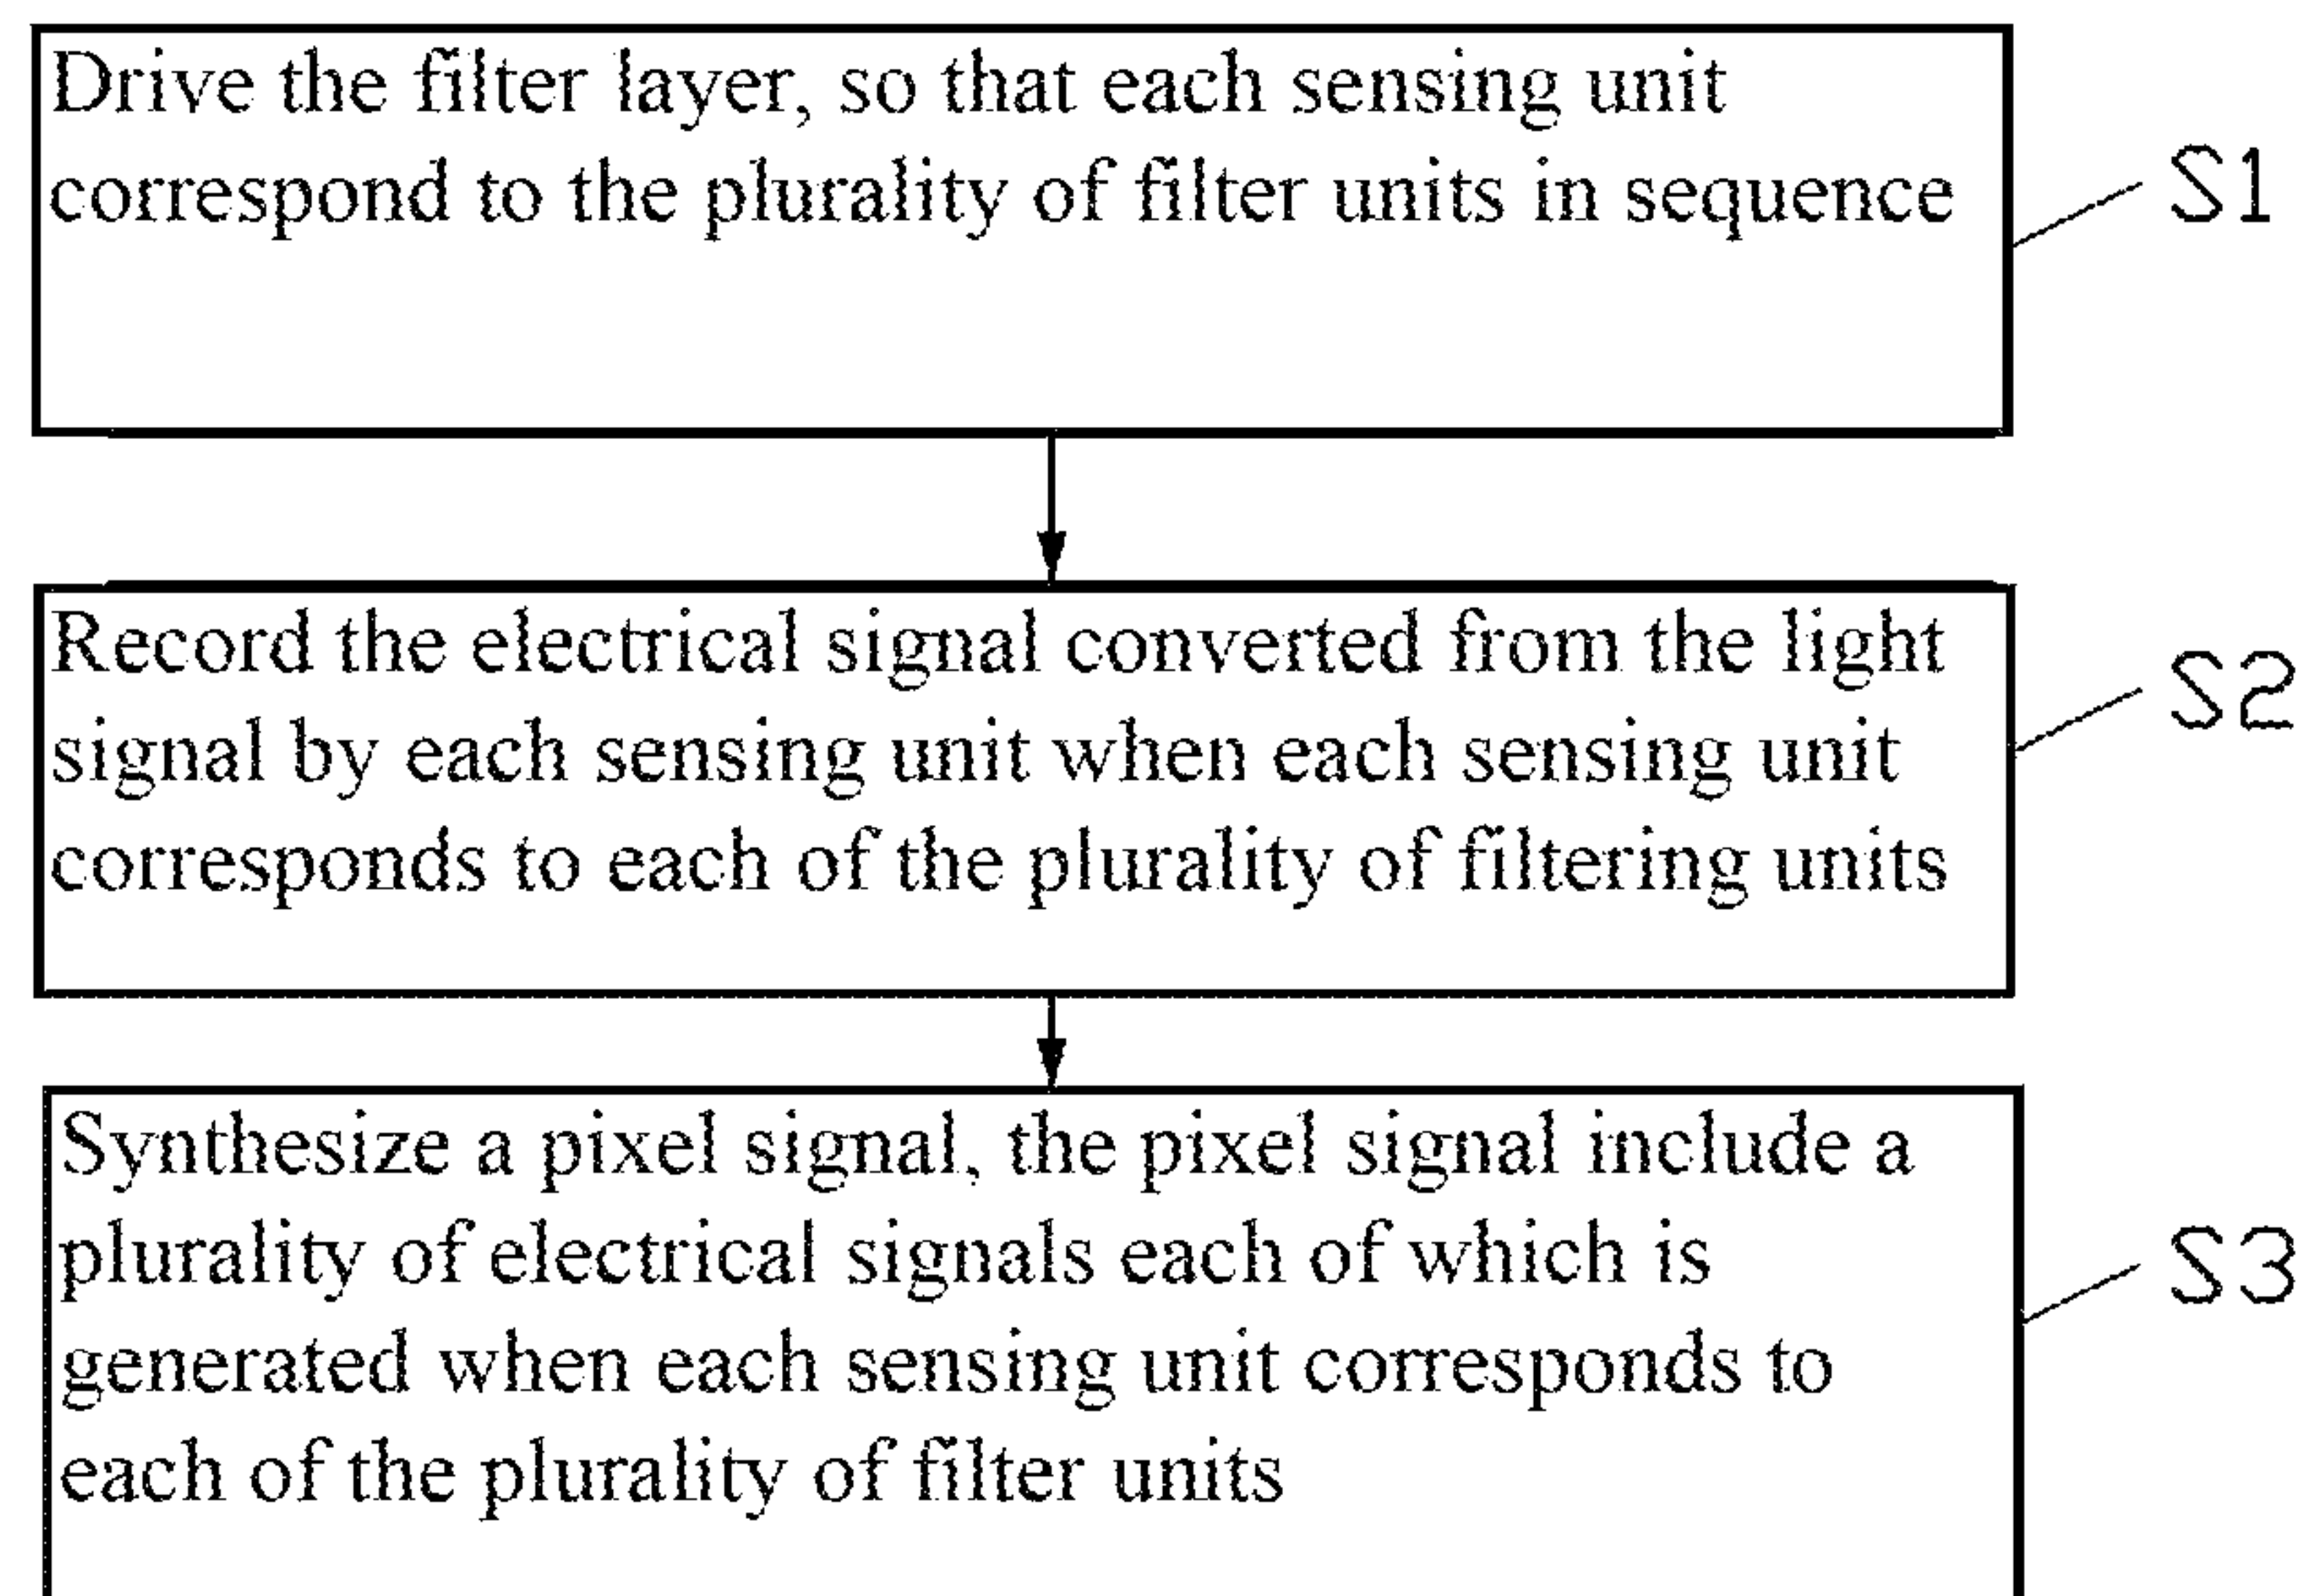 Drive the filter layer, so that each sensing unit
correspond to the plurality of filter units in sequence
S1
Record the electrical signal converted from the light
signal by each sensing unit when each sensing unit
corresponds to each of the plurality of filtering units
S2
Synthesize a pixel signal, the pixel signal include a
plurality of electrical signals each of which is
generated when each sensing unit corresponds to
each of the plurality of filter units
S3